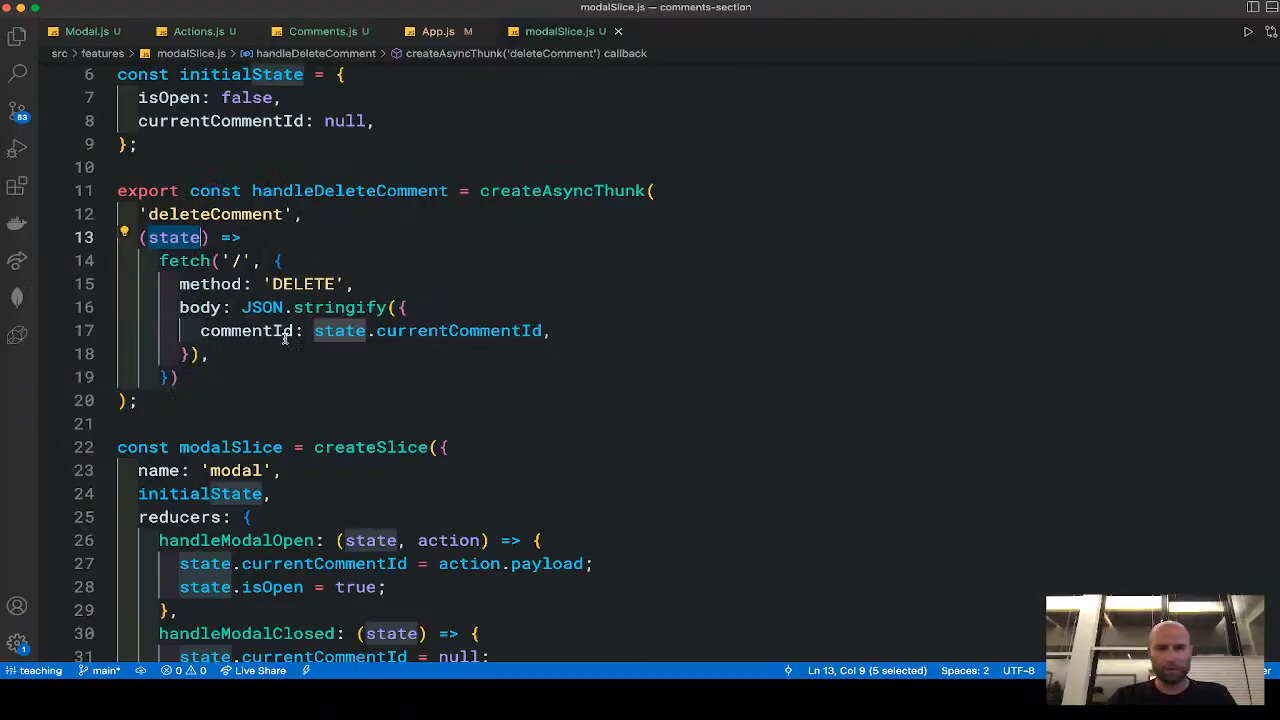 modalSlice.js — comments-section
Modal.js U
Actions.js U
Comments.js U
App.js M
modalSlice.js U
src > features > modalSlice.js > handleDeleteComment > createAsyncThunk('deleteComment') callback
6 const initialState = {
7 isOpen: false,
8 currentCommentId: null,
9 };
10
11 export const handleDeleteComment = createAsyncThunk(
12 'deleteComment',
13 (state) =>
14 fetch('/', {
15 method: 'DELETE',
16 body: JSON.stringify({
17 commentId: state.currentCommentId,
18 }),
19 })
20 );
21
22 const modalSlice = createSlice({
23 name: 'modal',
24 initialState,
25 reducers: {
26 handleModalOpen: (state, action) => {
27 state.currentCommentId = action.payload;
28 state.isOpen = true;
29 },
30 handleModalClosed: (state) => {
31 state.currentCommentId = null;
53
1
teaching main* 0 0 Live Share Ln 13, Col 9 (5 selected) Spaces: 2 UTF-8